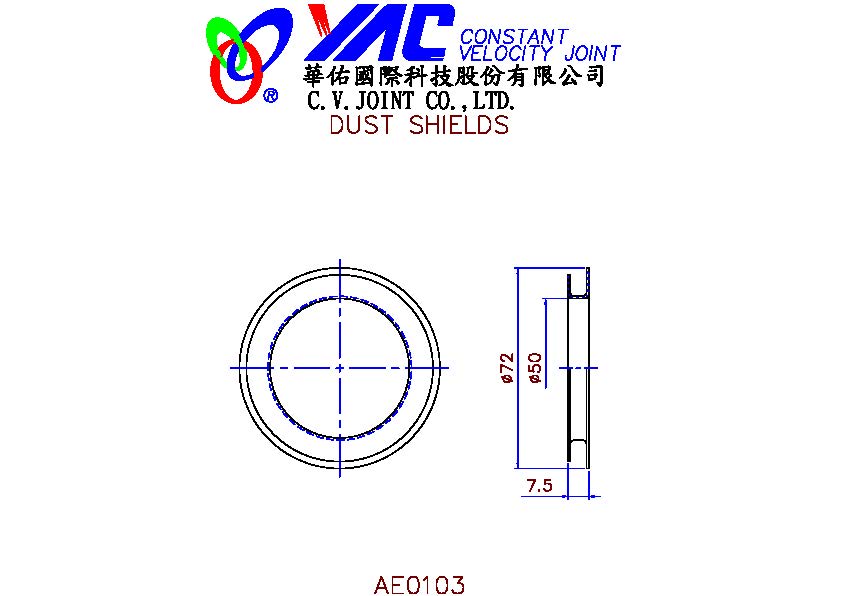 YAC CONSTANT
VELOCITY JOINT
華佑國際科技股份有限公司
® C.V.JOINT CO.,LTD.
DUST SHIELDS
ø72
ø50
7.5
AE0103